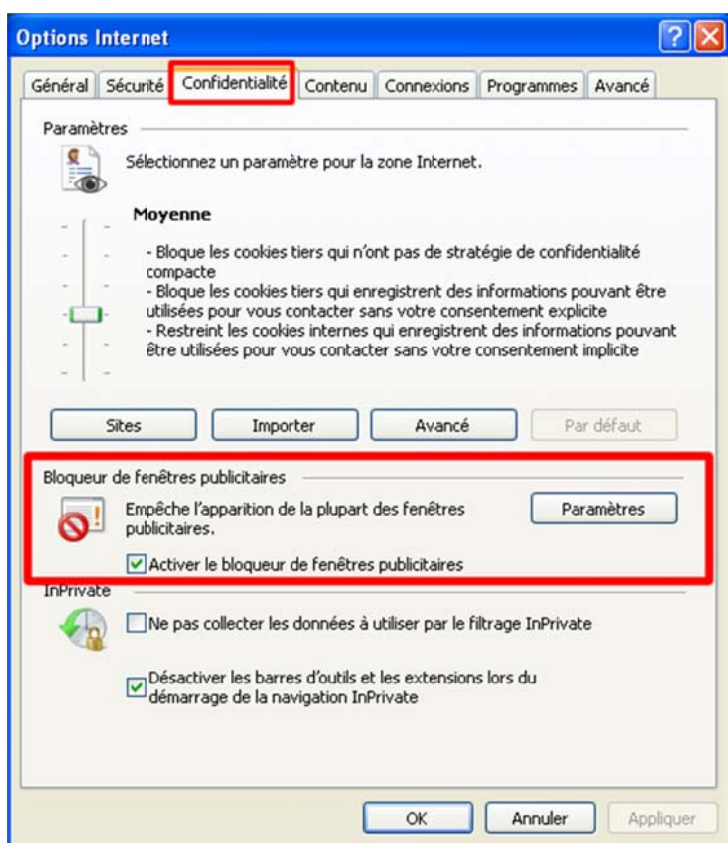 Options Internet
Général Sécurité Confidentialité Contenu Connexions Programmes Avancé
Paramètres
Sélectionnez un paramètre pour la zone Internet.
Moyenne
- Bloque les cookies tiers qui n'ont pas de stratégie de confidentialité
compacte
- Bloque les cookies tiers qui enregistrent des informations pouvant être
utilisées pour vous contacter sans votre consentement explicite
- Restreint les cookies internes qui enregistrent des informations pouvant
être utilisées pour vous contacter sans votre consentement implicite
Sites Importer Avancé Par défaut
Bloqueur de fenêtres publicitaires
Empêche l'apparition de la plupart des fenêtres
publicitaires.
Paramètres
Activer le bloqueur de fenêtres publicitaires
InPrivate
Ne pas collecter les données à utiliser par le filtrage InPrivate
Désactiver les barres d'outils et les extensions lors du
démarrage de la navigation InPrivate
OK Annuler Appliquer